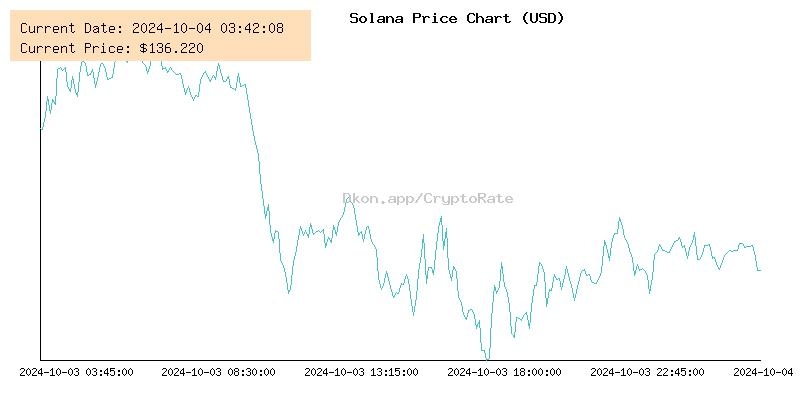 Solana Price Chart (USD)
Current Date: 2024-10-04 03:42:08
Current Price: $136.220
Dkon.app/CryptoRate
2024-10-03 03:45:00 2024-10-03 08:30:00 2024-10-03 13:15:00 2024-10-03 18:00:00 2024-10-03 22:45:00 2024-10-04